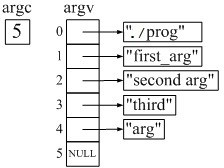 argc argv
5
0 "./prog"
1 "first_arg"
2 "second arg"
3 "third"
4 "arg"
5 NULL